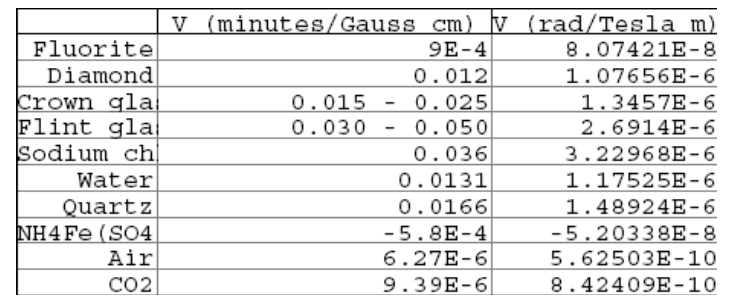 V (minutes/Gauss cm) V (rad/Tesla m)
Fluorite 9E-4 8.07421E-8
Diamond 0.012 1.07656E-6
Crown gla 0.015 - 0.025 1.3457E-6
Flint gla 0.030 - 0.050 2.6914E-6
Sodium ch 0.036 3.22968E-6
Water 0.0131 1.17525E-6
Quartz 0.0166 1.48924E-6
NH4Fe(SO4 -5.8E-4 -5.20338E-8
Air 6.27E-6 5.62503E-10
CO2 9.39E-6 8.42409E-10